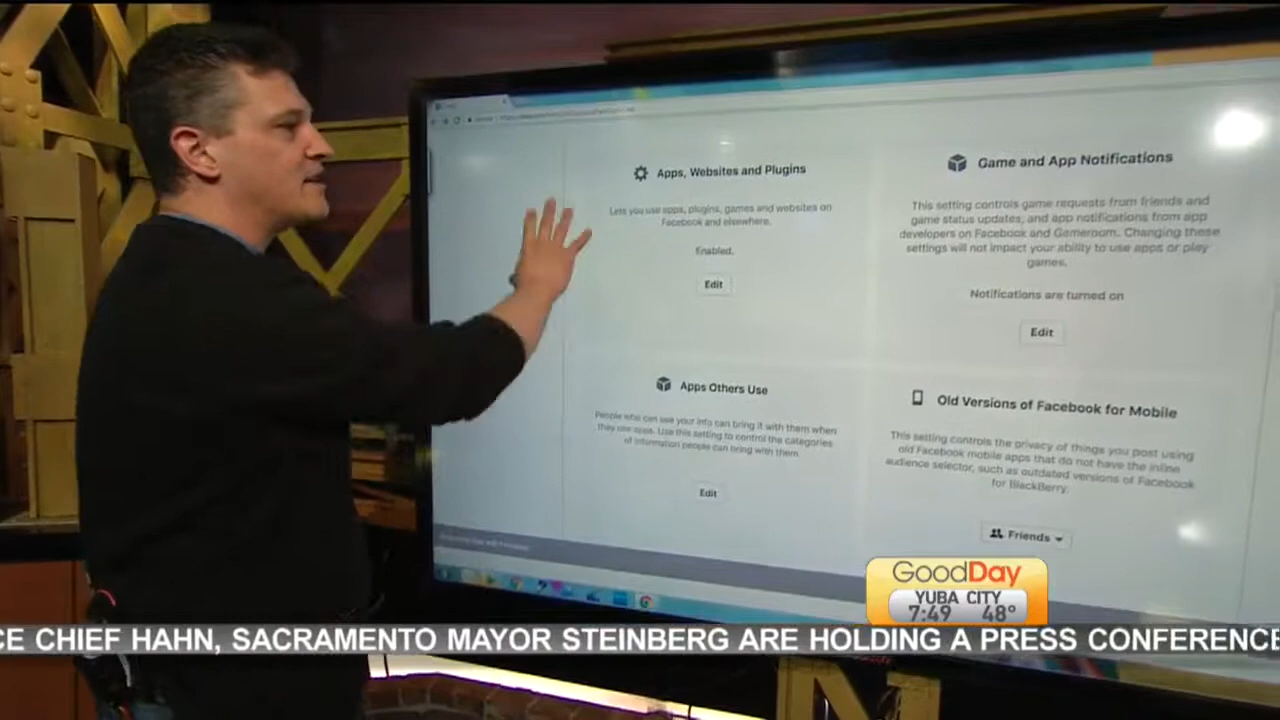 Apps, Websites and Plugins
Lets you use apps, plugins, games and websites on
Facebook and elsewhere.
Enabled.
Edit
Game and App Notifications
This setting controls game requests from friends and
game status updates, and app notifications from app
developers on Facebook and Gameroom. Changing these
settings will not impact your ability to use apps or play
games.
Notifications are turned on
Edit
Apps Others Use
People who can see your info can bring it with them when
they use apps. Use this setting to control the categories
of information people can bring with them.
Edit
Old Versions of Facebook for Mobile
This setting controls the privacy of things you post using
old Facebook mobile apps that do not have the inline
audience selector, such as outdated versions of Facebook
for BlackBerry.
Friends
GoodDay
YUBA CITY
7:49 48°
CE CHIEF HAHN, SACRAMENTO MAYOR STEINBERG ARE HOLDING A PRESS CONFERENCE